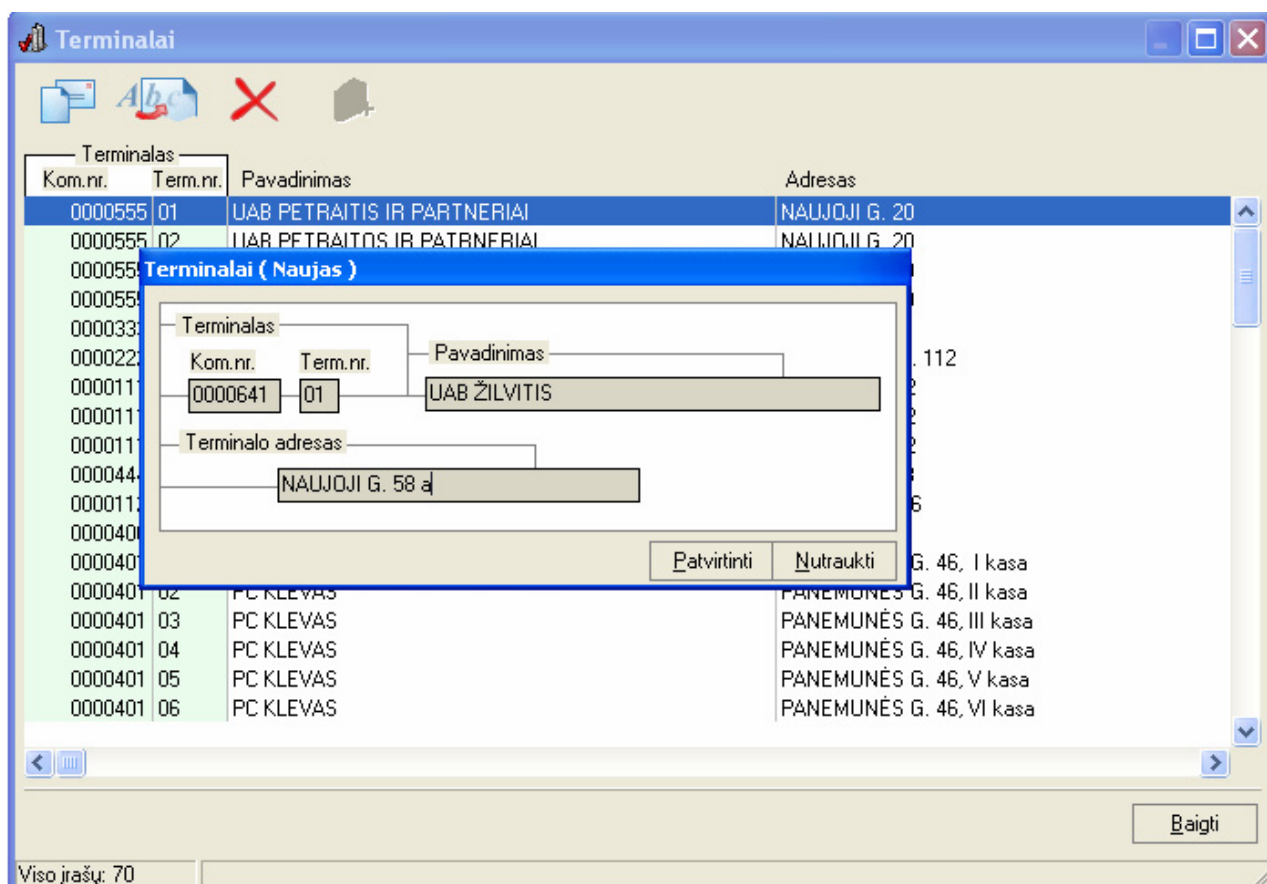 Terminalai
Abc
Terminalas
Kom.nr. Term.nr. Pavadinimas Adresas
0000555 01 UAB PETRAITIS IR PARTNERIAI NAUJOJI G. 20
0000555 02 UAB PETRAITOS IR PATRNERIAI NAUJOJI G. 20
Terminalai ( Naujas )
Terminalas
Kom.nr. Term.nr. Pavadinimas
0000641 01 UAB ŽILVITIS
Terminalo adresas
NAUJOJI G. 58 a
Patvirtinti Nutraukti
. 112
G. 46, I kasa
0000401 02 PC KLEVAS PANEMUNĖS G. 46, II kasa
0000401 03 PC KLEVAS PANEMUNĖS G. 46, III kasa
0000401 04 PC KLEVAS PANEMUNĖS G. 46, IV kasa
0000401 05 PC KLEVAS PANEMUNĖS G. 46, V kasa
0000401 06 PC KLEVAS PANEMUNĖS G. 46, VI kasa
Baigti
Viso įrašų: 70